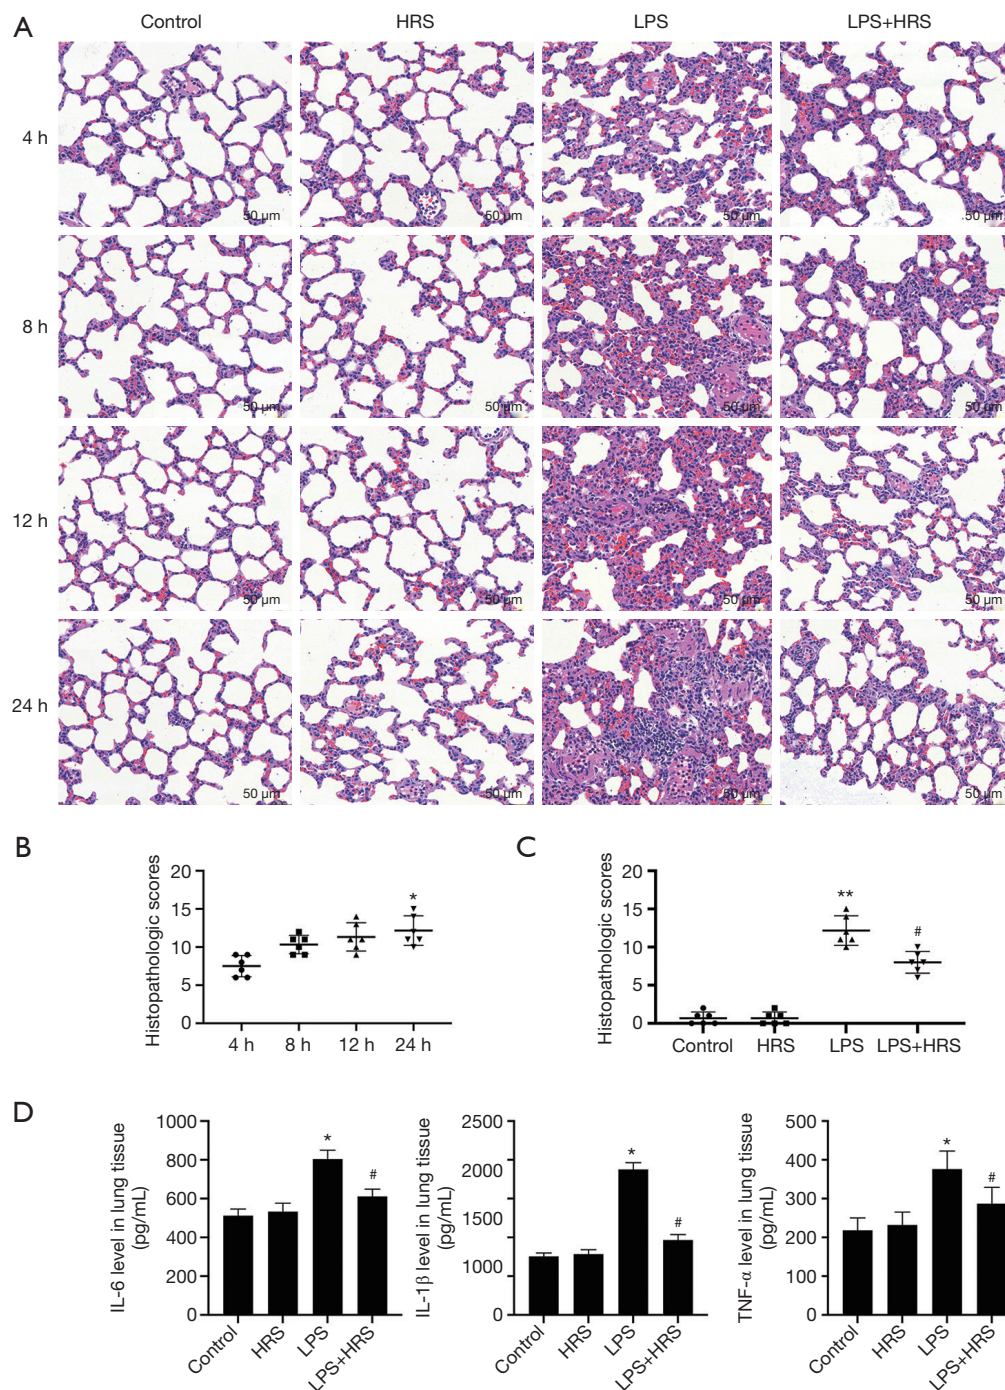 A
Control HRS LPS LPS+HRS
4 h
50 µm 50 µm 50 µm 50 µm
8 h
50 µm 50 µm 50 µm 50 µm
12 h
50 µm 50 µm 50 µm 50 µm
24 h
50 µm 50 µm 50 µm 50 µm
B
Histopathologic scores
20
15
10
5
0
*
4 h 8 h 12 h 24 h
C
Histopathologic scores
20
15
10
5
0
**
#
Control HRS LPS LPS+HRS
D
IL-6 level in lung tissue
(pg/mL)
1000
800
600
400
200
0
*
#
Control HRS LPS LPS+HRS
IL-1β level in lung tissue
(pg/mL)
2500
2000
1500
1000
0
*
#
Control HRS LPS LPS+HRS
TNF-α level in lung tissue
(pg/mL)
500
400
300
200
100
0
*
#
Control HRS LPS LPS+HRS